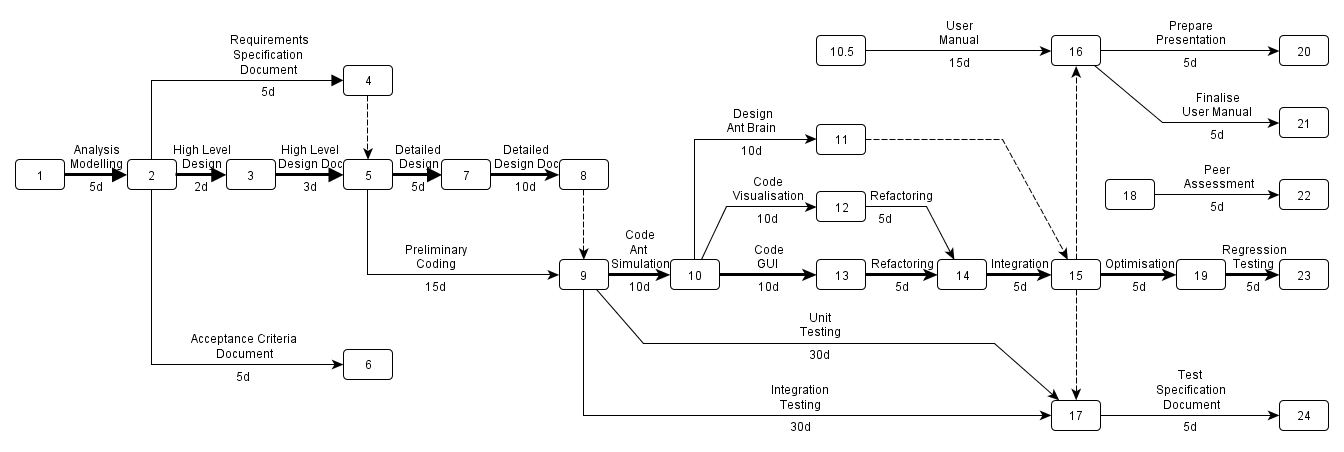 Requirements
Specification
Document
5d
4
User
Manual
15d
10.5
16
Prepare
Presentation
5d
20
Finalise
User Manual
5d
21
Design
Ant Brain
10d
11
Analysis
Modelling
5d
1
2
High Level
Design
2d
3
High Level
Design Doc
3d
5
Detailed
Design
5d
7
Detailed
Design Doc
10d
8
Code
Visualisation
10d
12
Refactoring
5d
Peer
Assessment
5d
18
22
Preliminary
Coding
15d
9
Code
Ant
Simulation
10d
10
Code
GUI
10d
13
Refactoring
5d
14
Integration
5d
15
Optimisation
5d
19
Regression
Testing
5d
23
Unit
Testing
30d
Acceptance Criteria
Document
5d
6
Integration
Testing
30d
17
Test
Specification
Document
5d
24